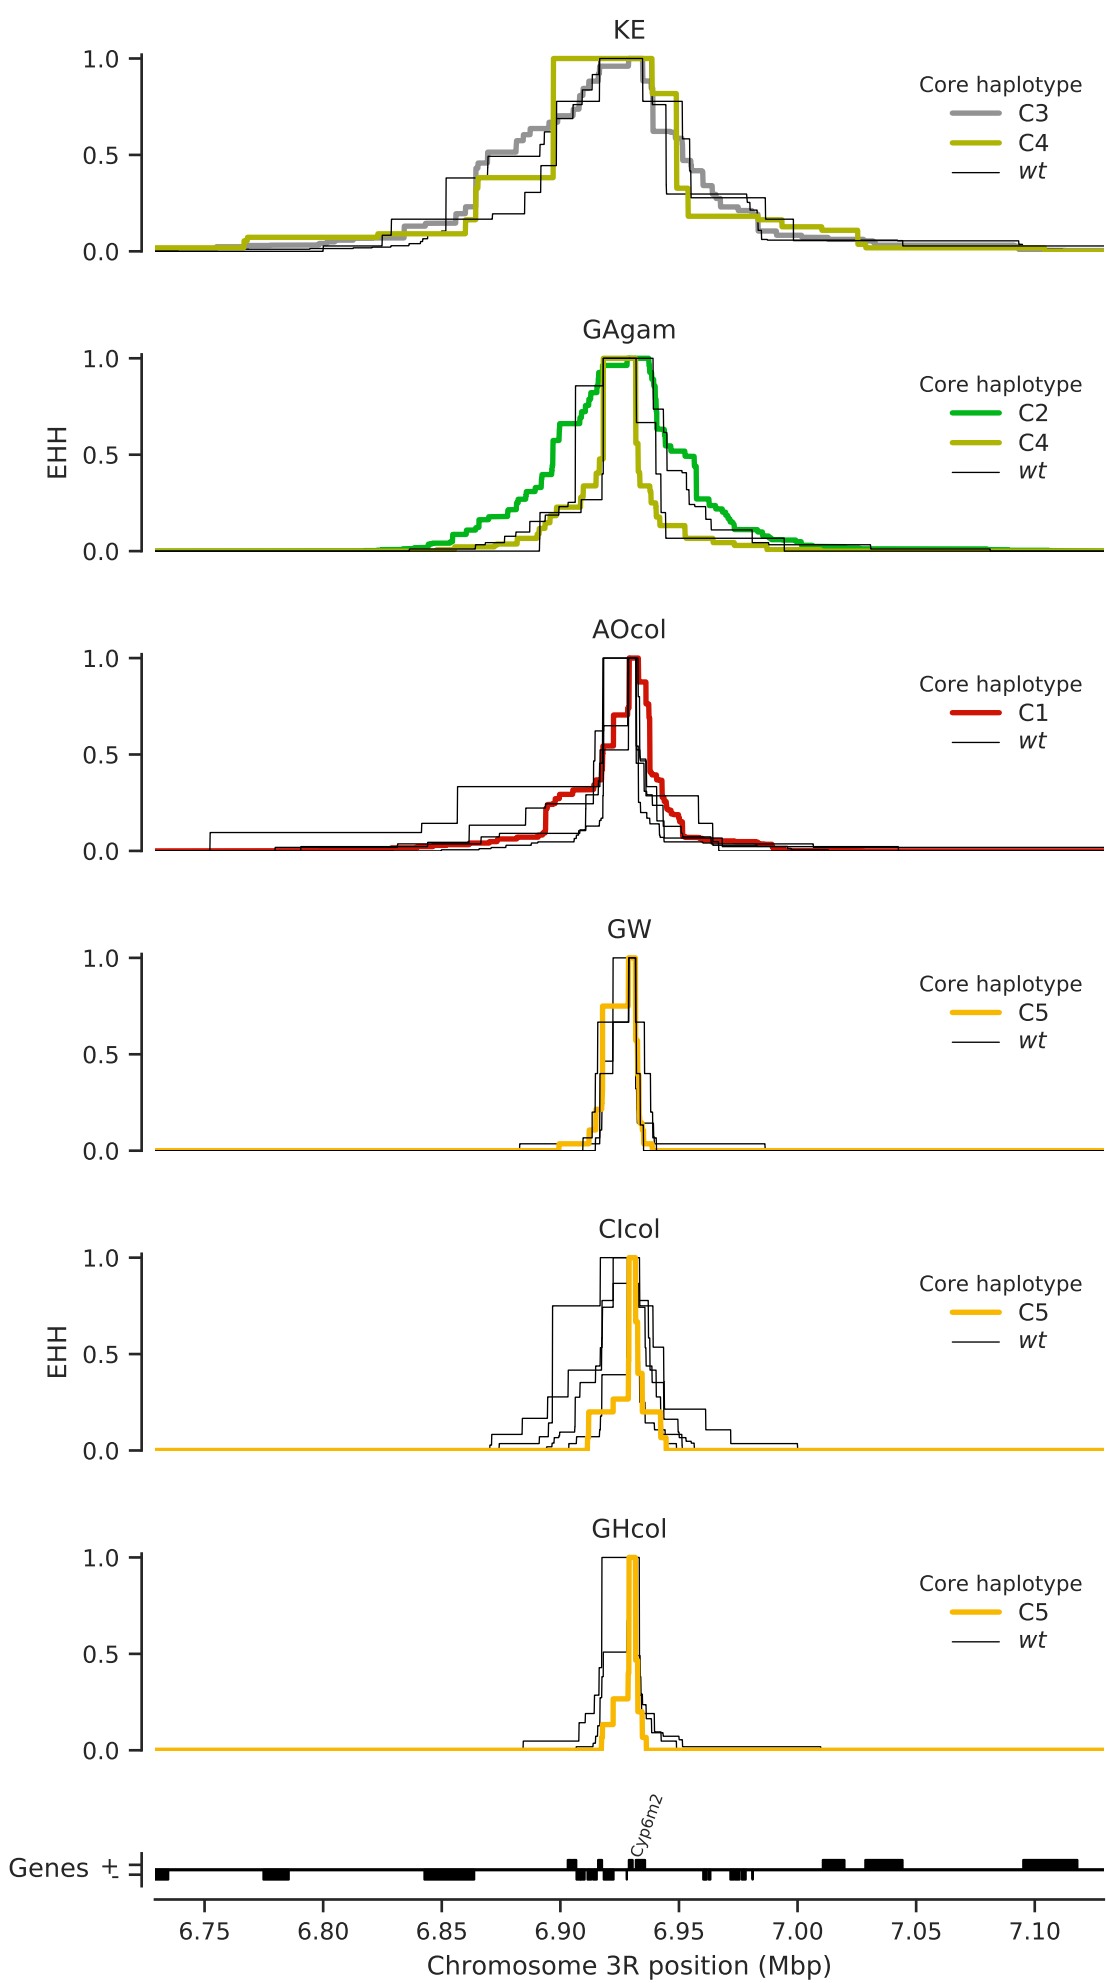 KE
1.0
0.5
0.0
Core haplotype
C3
C4
wt
GAgam
1.0
0.5
0.0
EHH
Core haplotype
C2
C4
wt
AOcol
1.0
0.5
0.0
Core haplotype
C1
wt
GW
1.0
0.5
0.0
Core haplotype
C5
wt
CIcol
1.0
0.5
0.0
EHH
Core haplotype
C5
wt
GHcol
1.0
0.5
0.0
Core haplotype
C5
wt
Cyp6m2
Genes +
-
6.75 6.80 6.85 6.90 6.95 7.00 7.05 7.10
Chromosome 3R position (Mbp)